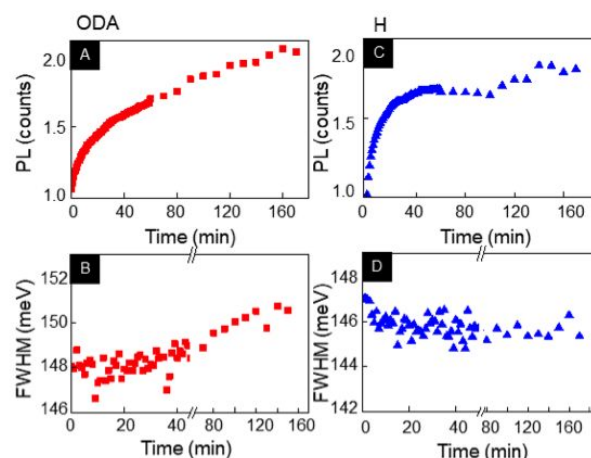 ODA
H
A
PL (counts)
2.0
1.5
1.0
0 40 80 120 160
Time (min)
C
PL (counts)
2.0
1.5
1.0
0 40 80 120 160
Time (min)
B
FWHM (meV)
152
150
148
146
0 20 40 80 120 160
Time (min)
D
FWHM (meV)
148
146
144
142
0 20 40 80 120 160
Time (min)